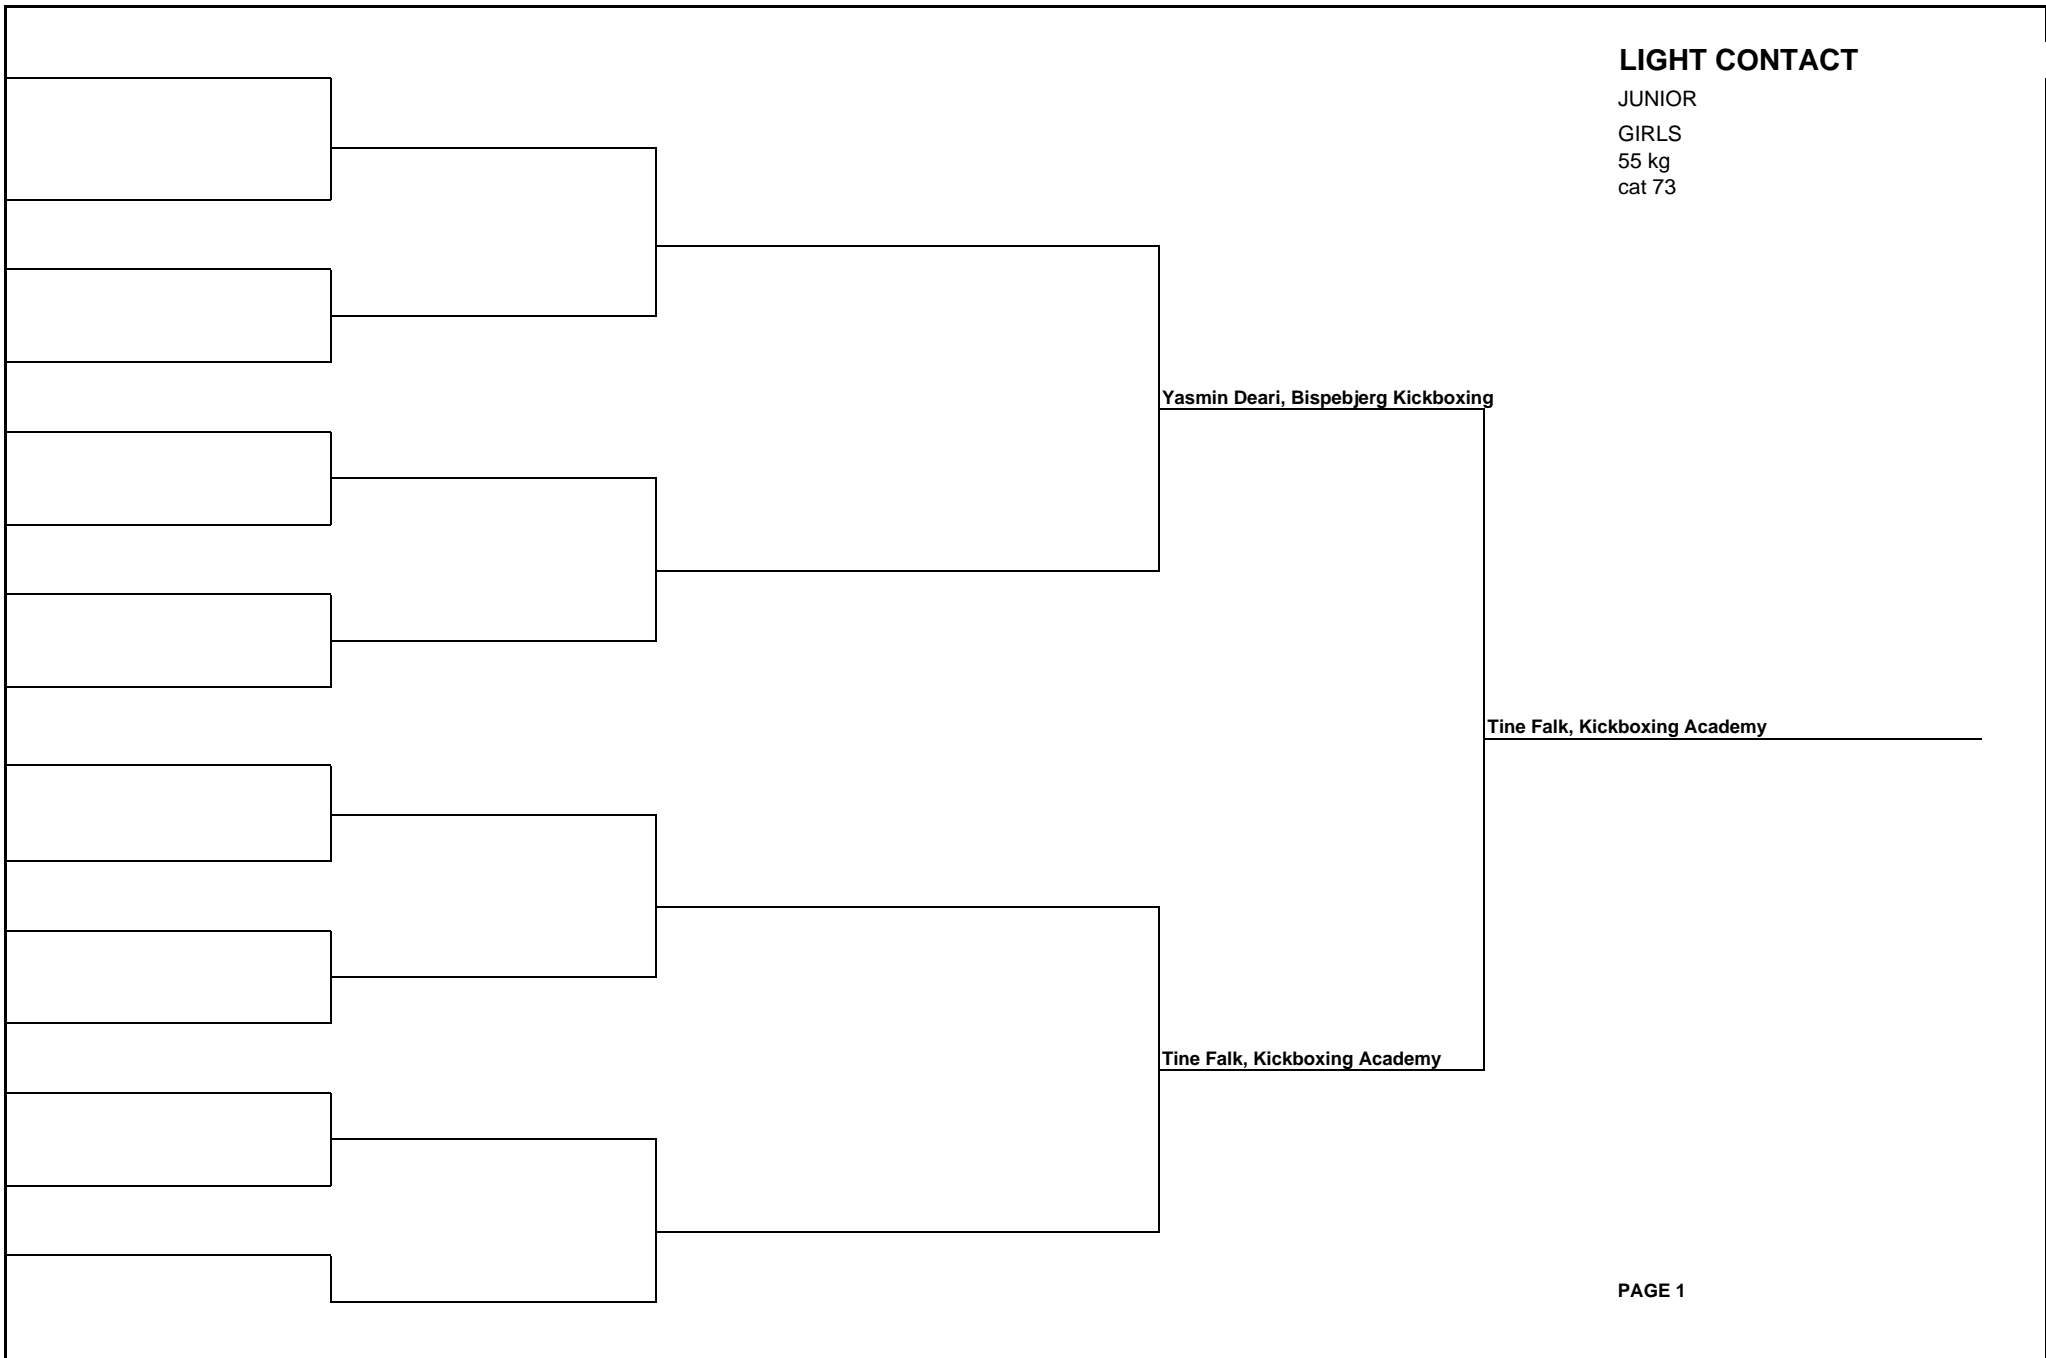 LIGHT CONTACT
JUNIOR
GIRLS
55 kg
cat 73
Yasmin Deari, Bispebjerg Kickboxing
Tine Falk, Kickboxing Academy
Tine Falk, Kickboxing Academy
PAGE 1